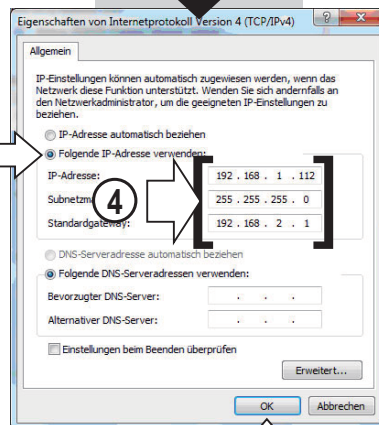 Eigenschaften von Internetprotokoll Version 4 (TCP/IPv4)
Allgemein
IP-Einstellungen können automatisch zugewiesen werden, wenn das
Netzwerk diese Funktion unterstützt. Wenden Sie sich andernfalls an
den Netzwerkadministrator, um die geeigneten IP-Einstellungen zu
beziehen.
IP-Adresse automatisch beziehen
Folgende IP-Adresse verwenden:
IP-Adresse: 192 . 168 . 1 . 112
4
255 . 255 . 255 . 0
Standardgateway: 192 . 168 . 2 . 1
DNS-Serveradresse automatisch beziehen
Folgende DNS-Serveradressen verwenden:
Bevorzugter DNS-Server: . . .
Alternativer DNS-Server: . . .
Einstellungen beim Beenden überprüfen
Erweitert...
OK Abbrechen